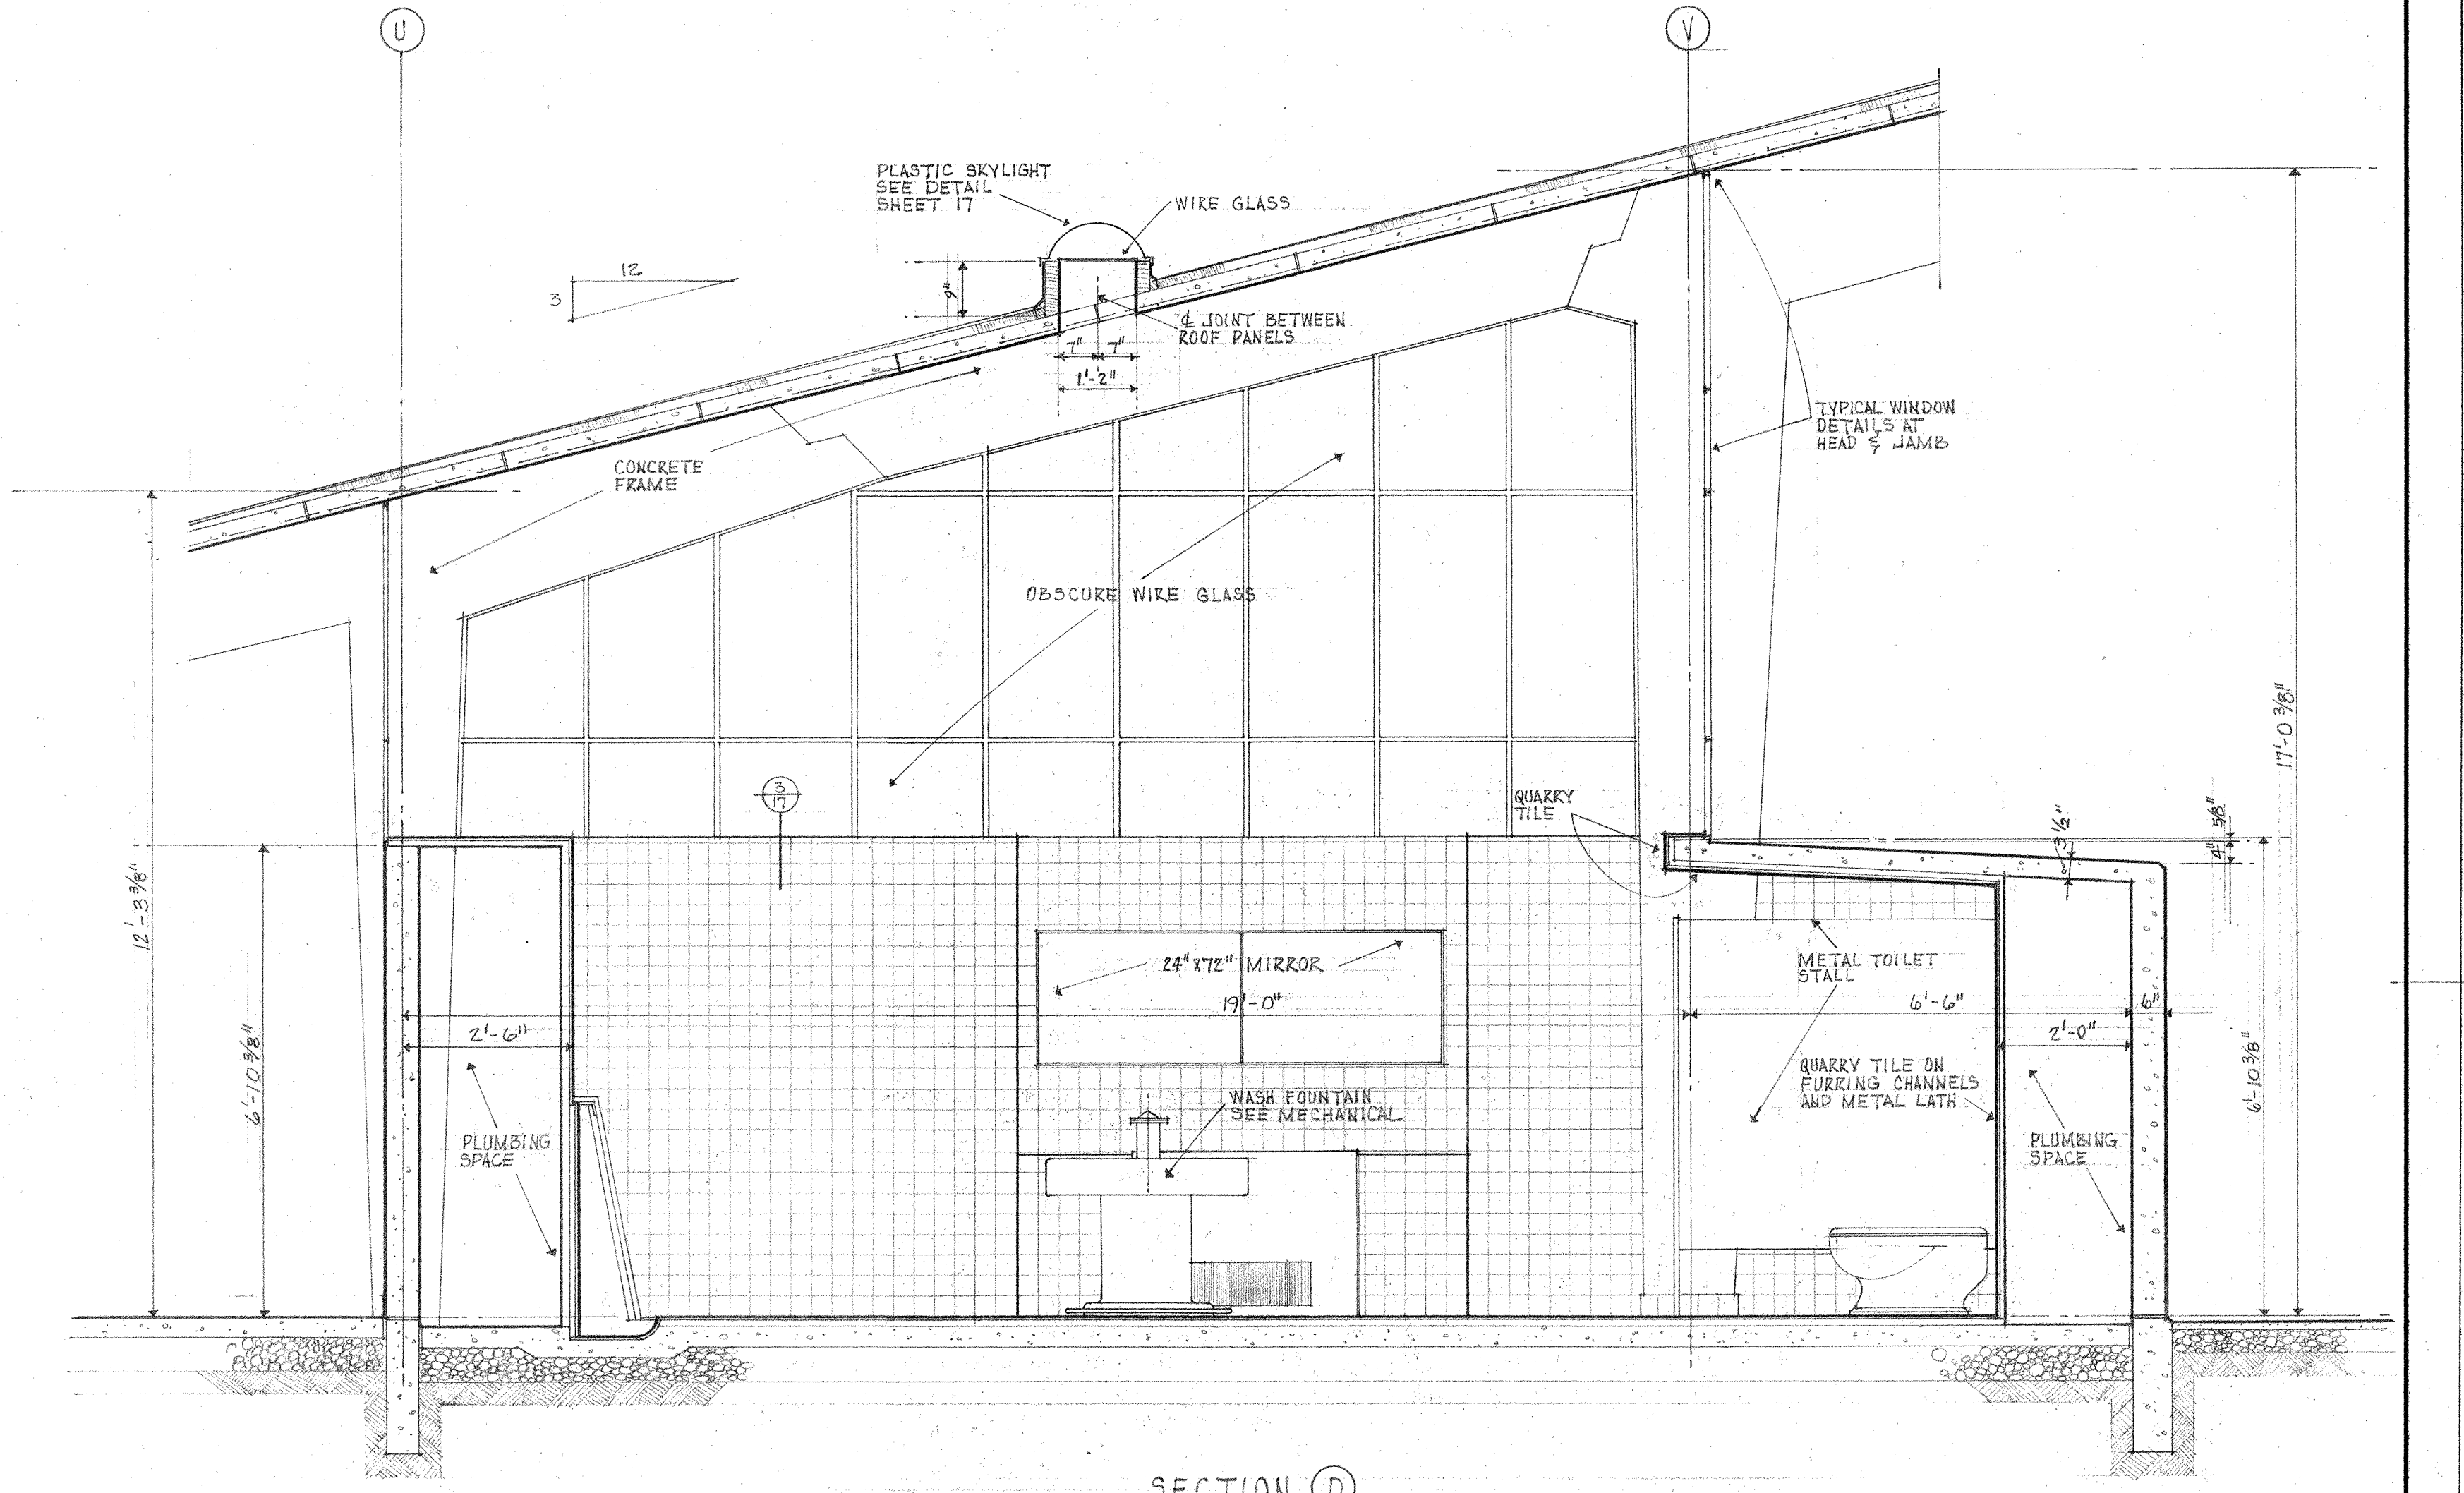 U
V
PLASTIC SKYLIGHT
SEE DETAIL
SHEET 17
WIRE GLASS
12
3
9"
℄ JOINT BETWEEN
ROOF PANELS
7" 7"
1'-2"
TYPICAL WINDOW
DETAILS AT
HEAD & JAMB
CONCRETE
FRAME
OBSCURE WIRE GLASS
3
17
QUARRY
TILE
3½"
5/8"
4"
17'-0 3/8"
12'-3 3/8"
6'-10 3/8"
24"X72" MIRROR
19'-0"
METAL TOILET
STALL
6'-6"
6"
2'-6"
2'-0"
QUARRY TILE ON
FURRING CHANNELS
AND METAL LATH
WASH FOUNTAIN
SEE MECHANICAL
PLUMBING
SPACE
PLUMBING
SPACE
6'-10 3/8"
SECTION D